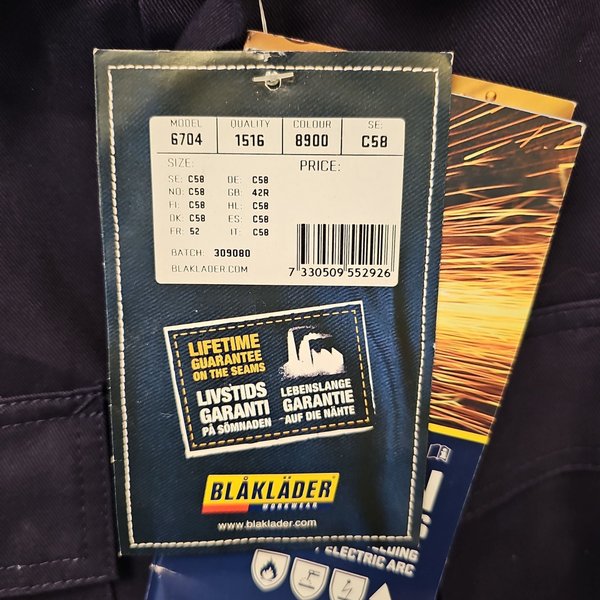 MODEL QUALITY COLOUR SE:
6704 1516 8900 C58
SIZE: PRICE:
SE: C58 DE: C58
NO: C58 GB: 42R
FI: C58 NL: C58
DK: C58 ES: C58
FR: 52 IT: C58
BATCH: 309080
BLAKLADER.COM
7 330509 552926
LIFETIME
GUARANTEE
ON THE SEAMS
LIVSTIDS
GARANTI
PÅ SÖMNADEN
LEBENSLANGE
GARANTIE
AUF DIE NÄHTE
BLÅKLÄDER
WORKWEAR
www.blaklader.com
ELECTRIC ARC